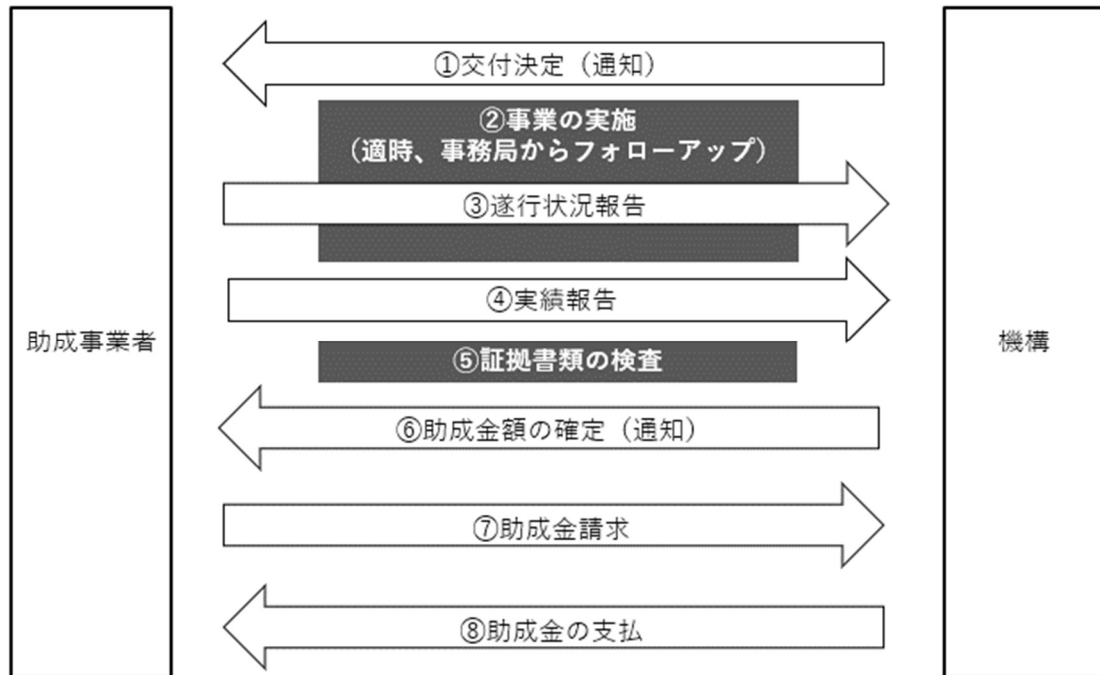 ①交付決定（通知）
②事業の実施
（適時、事務局からフォローアップ）
③遂行状況報告
④実績報告
助成事業者
機構
⑤証拠書類の検査
⑥助成金額の確定（通知）
⑦助成金請求
⑧助成金の支払